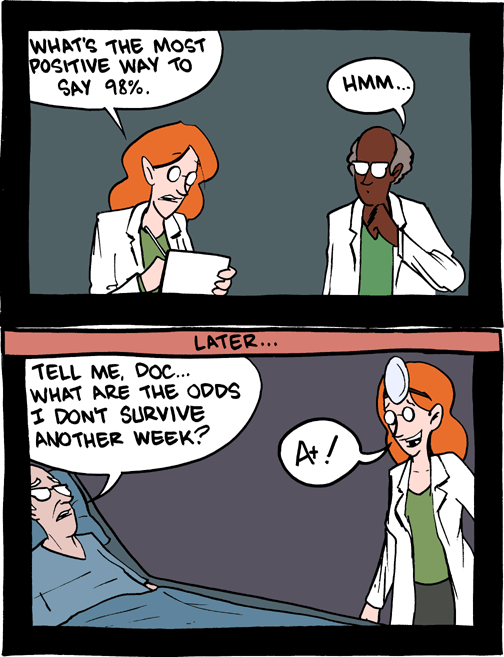 WHAT'S THE MOST
POSITIVE WAY TO
SAY 98%.
HMM...
LATER...
TELL ME, DOC...
WHAT ARE THE ODDS
I DON'T SURVIVE
ANOTHER WEEK?
A+!